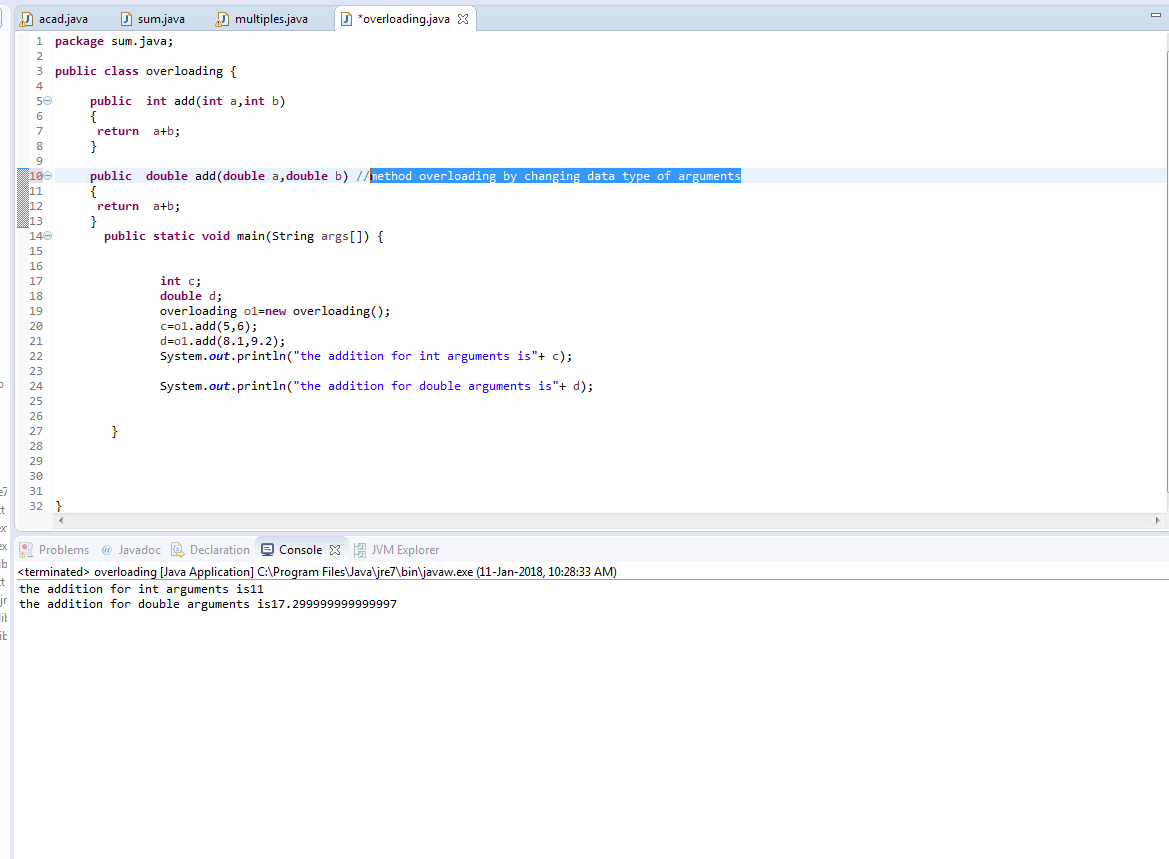 acad.java sum.java multiples.java *overloading.java
1 package sum.java;
2
3 public class overloading {
4
5 public  int add(int a,int b)
6 {
7 return  a+b;
8 }
9
10 public  double add(double a,double b) //method overloading by changing data type of arguments
11 {
12 return  a+b;
13 }
14 public static void main(String args[]) {
15
16
17 int c;
18 double d;
19 overloading o1=new overloading();
20 c=o1.add(5,6);
21 d=o1.add(8.1,9.2);
22 System.out.println("the addition for int arguments is"+ c);
23
24 System.out.println("the addition for double arguments is"+ d);
25
26
27 }
28
29
30
31
32 }
Problems @ Javadoc Declaration Console JVM Explorer
<terminated> overloading [Java Application] C:\Program Files\Java\jre7\bin\javaw.exe (11-Jan-2018, 10:28:33 AM)
the addition for int arguments is11
the addition for double arguments is17.299999999999997